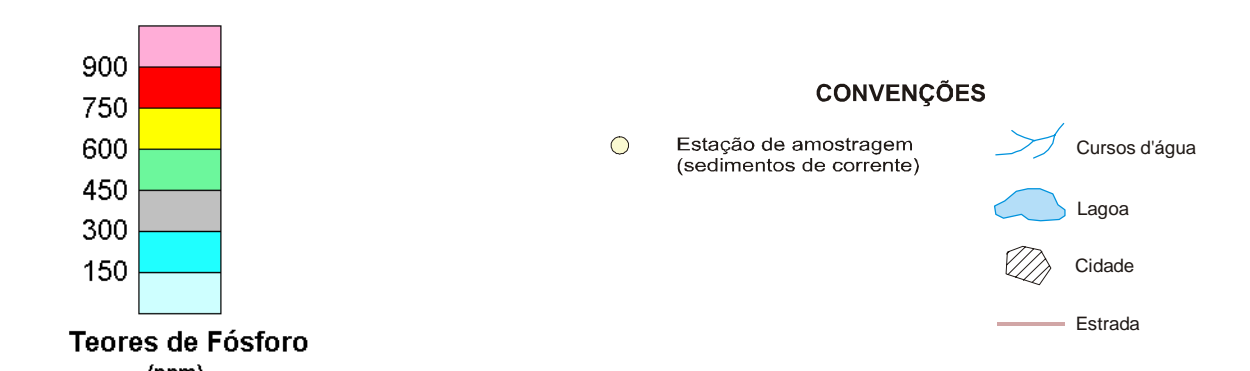 900
750
600
450
300
150
Teores de Fósforo
(ppm)
CONVENÇÕES
Estação de amostragem
(sedimentos de corrente)
Cursos d'água
Lagoa
Cidade
Estrada